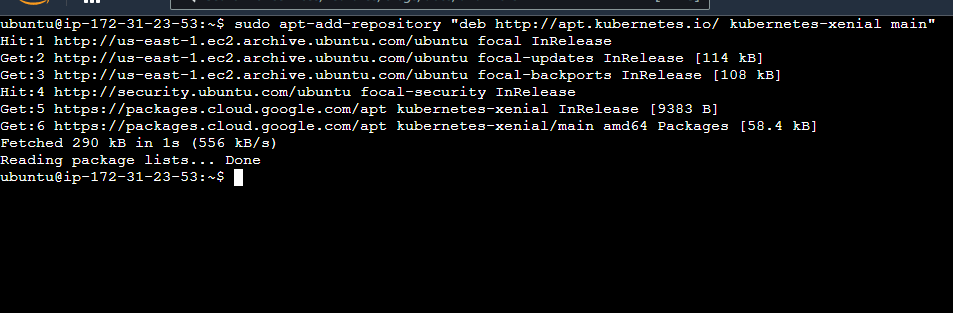 ubuntu@ip-172-31-23-53:~$ sudo apt-add-repository "deb http://apt.kubernetes.io/ kubernetes-xenial main"
Hit:1 http://us-east-1.ec2.archive.ubuntu.com/ubuntu focal InRelease
Get:2 http://us-east-1.ec2.archive.ubuntu.com/ubuntu focal-updates InRelease [114 kB]
Get:3 http://us-east-1.ec2.archive.ubuntu.com/ubuntu focal-backports InRelease [108 kB]
Hit:4 http://security.ubuntu.com/ubuntu focal-security InRelease
Get:5 https://packages.cloud.google.com/apt kubernetes-xenial InRelease [9383 B]
Get:6 https://packages.cloud.google.com/apt kubernetes-xenial/main amd64 Packages [58.4 kB]
Fetched 290 kB in 1s (556 kB/s)
Reading package lists... Done
ubuntu@ip-172-31-23-53:~$